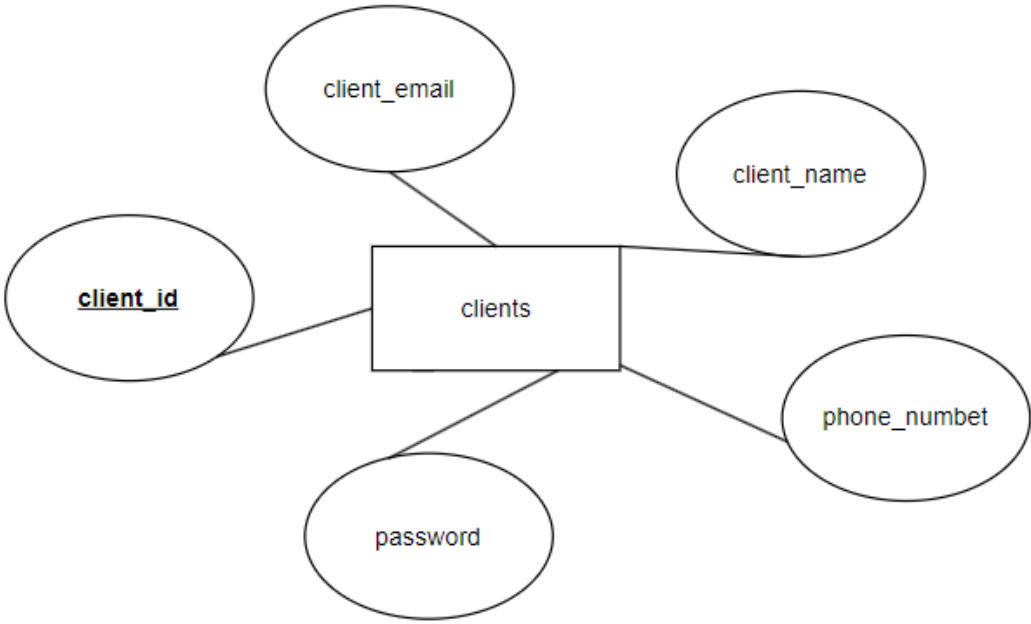 client_email
client_name
client_id
clients
phone_numbet
password